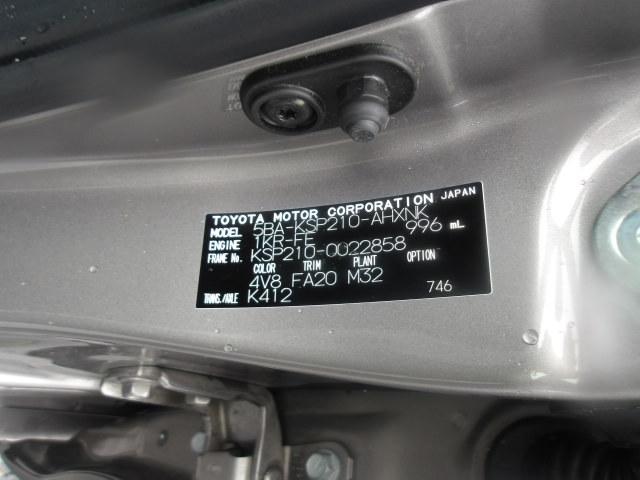 TOYOTA MOTOR CORPORATION JAPAN
MODEL 5BA-KSP210-AHXNK
ENGINE 1KR-FE 996 mL
FRAME No. KSP210-0022858
COLOR TRIM PLANT OPTION
4V8 FA20 M32
TRANS./AXLE K412 746